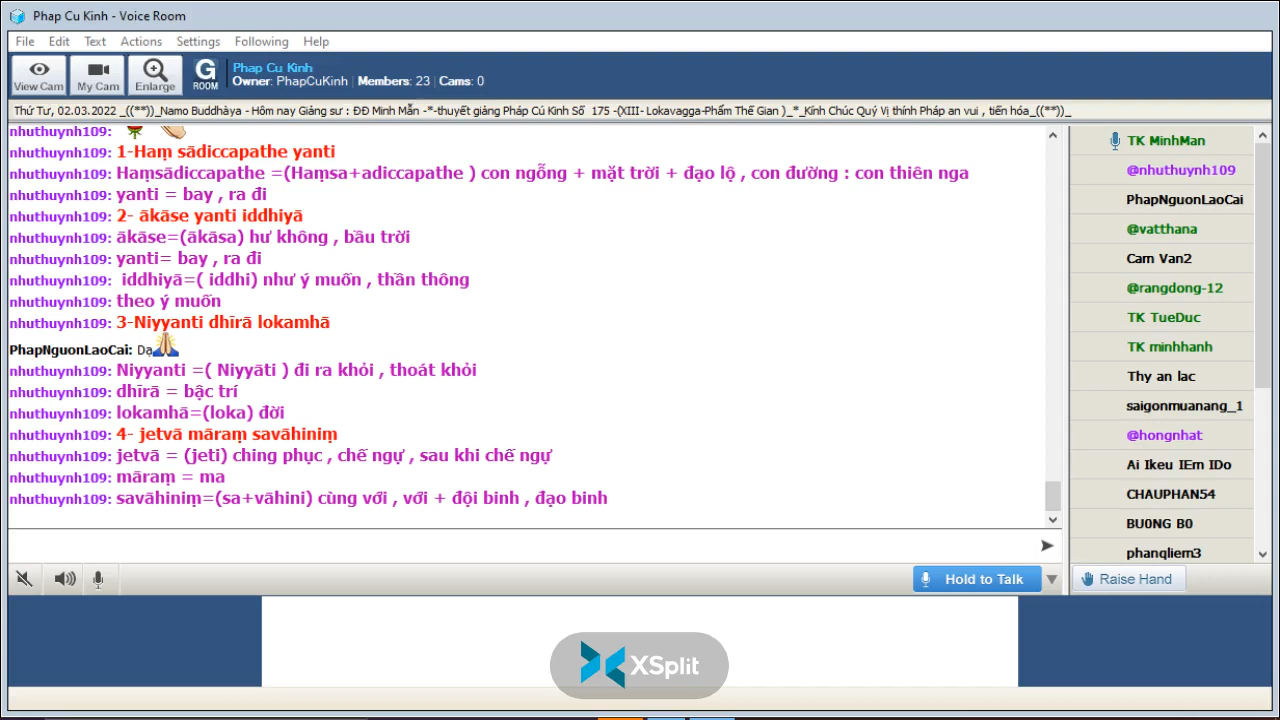 Phap Cu Kinh - Voice Room
File Edit Text Actions Settings Following Help
View Cam My Cam Enlarge G ROOM
Phap Cu Kinh
Owner: PhapCuKinh Members: 23 Cams: 0
Thứ Tư, 02.03.2022 _((**))_Namo Buddhàya - Hôm nay Giảng sư : ĐĐ Minh Mẫn -*-thuyết giảng Pháp Cú Kinh Số 175 -(XIII- Lokavagga-Phẩm Thế Gian )_*_Kính Chúc Quý Vị thính Pháp an vui , tiến hóa_((**))_
nhuthuynh109:
nhuthuynh109: 1-Haṃ sādiccapathe yanti
nhuthuynh109: Haṃsādiccapathe =(Haṃsa+adiccapathe ) con ngỗng + mặt trời + đạo lộ , con đường : con thiên nga
nhuthuynh109: yanti = bay , ra đi
nhuthuynh109: 2- ākāse yanti iddhiyā
nhuthuynh109: ākāse=(ākāsa) hư không , bầu trời
nhuthuynh109: yanti= bay , ra đi
nhuthuynh109: iddhiyā=( iddhi) như ý muốn , thần thông
nhuthuynh109: theo ý muốn
nhuthuynh109: 3-Niyyanti dhīrā lokamhā
PhapNguonLaoCai: Dạ
nhuthuynh109: Niyyanti =( Niyyāti ) đi ra khỏi , thoát khỏi
nhuthuynh109: dhīrā = bậc trí
nhuthuynh109: lokamhā=(loka) đời
nhuthuynh109: 4- jetvā māraṃ savāhiniṃ
nhuthuynh109: jetvā = (jeti) ching phục , chế ngự , sau khi chế ngự
nhuthuynh109: māraṃ = ma
nhuthuynh109: savāhiniṃ=(sa+vāhini) cùng với , với + đội binh , đạo binh
TK MinhMan
@nhuthuynh109
PhapNguonLaoCai
@vatthana
Cam Van2
@rangdong-12
TK TueDuc
TK minhhanh
Thy an lac
saigonmuanang_1
@hongnhat
Ai Ikeu IEm IDo
CHAUPHAN54
BU0NG B0
phanqliem3
Hold to Talk
Raise Hand
XSplit